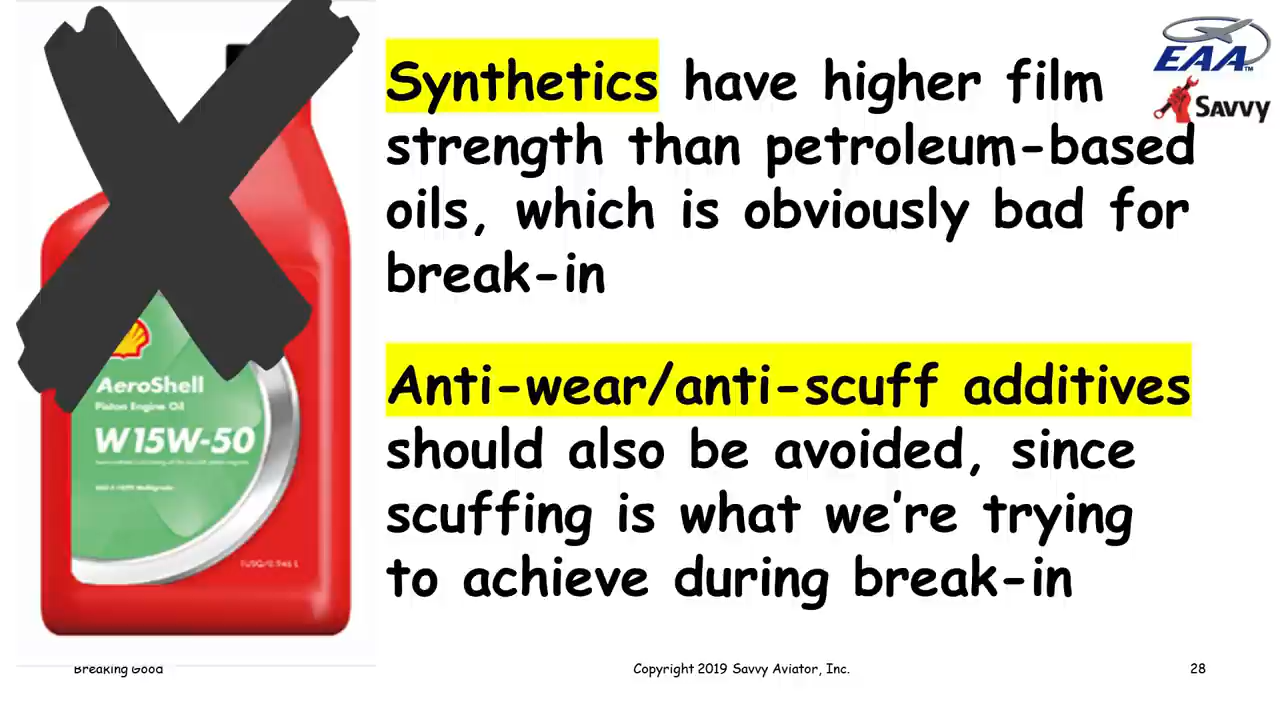 EAA
SAVVY
Synthetics have higher film
strength than petroleum-based
oils, which is obviously bad for
break-in
Anti-wear/anti-scuff additives
should also be avoided, since
scuffing is what we're trying
to achieve during break-in
AeroShell
Piston Engine Oil
W15W-50
Breaking Good
Copyright 2019 Savvy Aviator, Inc.
28